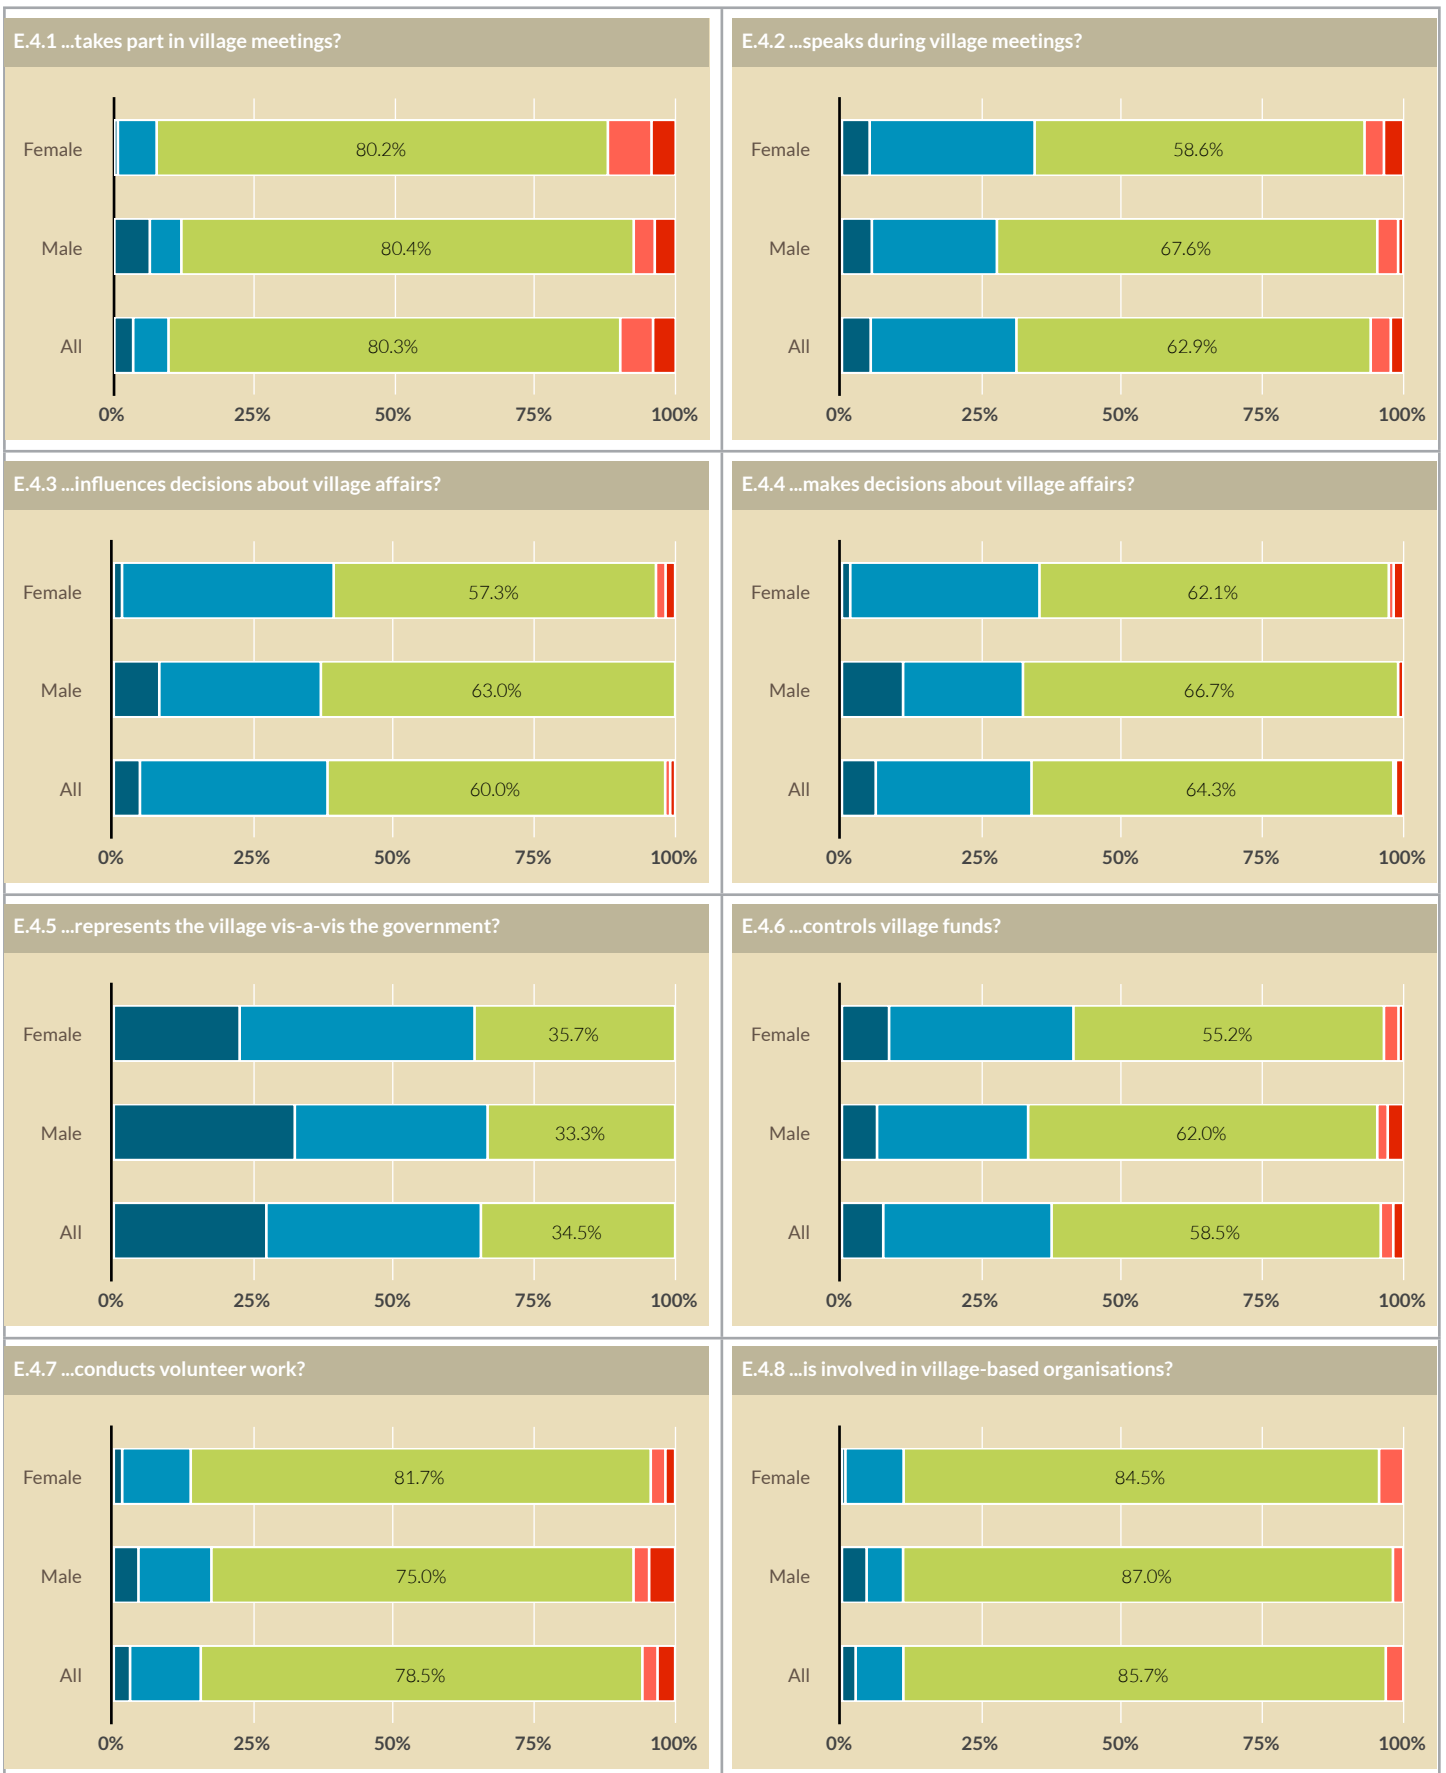 E.4.1 ...takes part in village meetings?
Female
80.2%
Male
80.4%
All
80.3%
0% 25% 50% 75% 100%
E.4.2 ...speaks during village meetings?
Female
58.6%
Male
67.6%
All
62.9%
0% 25% 50% 75% 100%
E.4.3 ...influences decisions about village affairs?
Female
57.3%
Male
63.0%
All
60.0%
0% 25% 50% 75% 100%
E.4.4 ...makes decisions about village affairs?
Female
62.1%
Male
66.7%
All
64.3%
0% 25% 50% 75% 100%
E.4.5 ...represents the village vis-a-vis the government?
Female
35.7%
Male
33.3%
All
34.5%
0% 25% 50% 75% 100%
E.4.6 ...controls village funds?
Female
55.2%
Male
62.0%
All
58.5%
0% 25% 50% 75% 100%
E.4.7 ...conducts volunteer work?
Female
81.7%
Male
75.0%
All
78.5%
0% 25% 50% 75% 100%
E.4.8 ...is involved in village-based organisations?
Female
84.5%
Male
87.0%
All
85.7%
0% 25% 50% 75% 100%